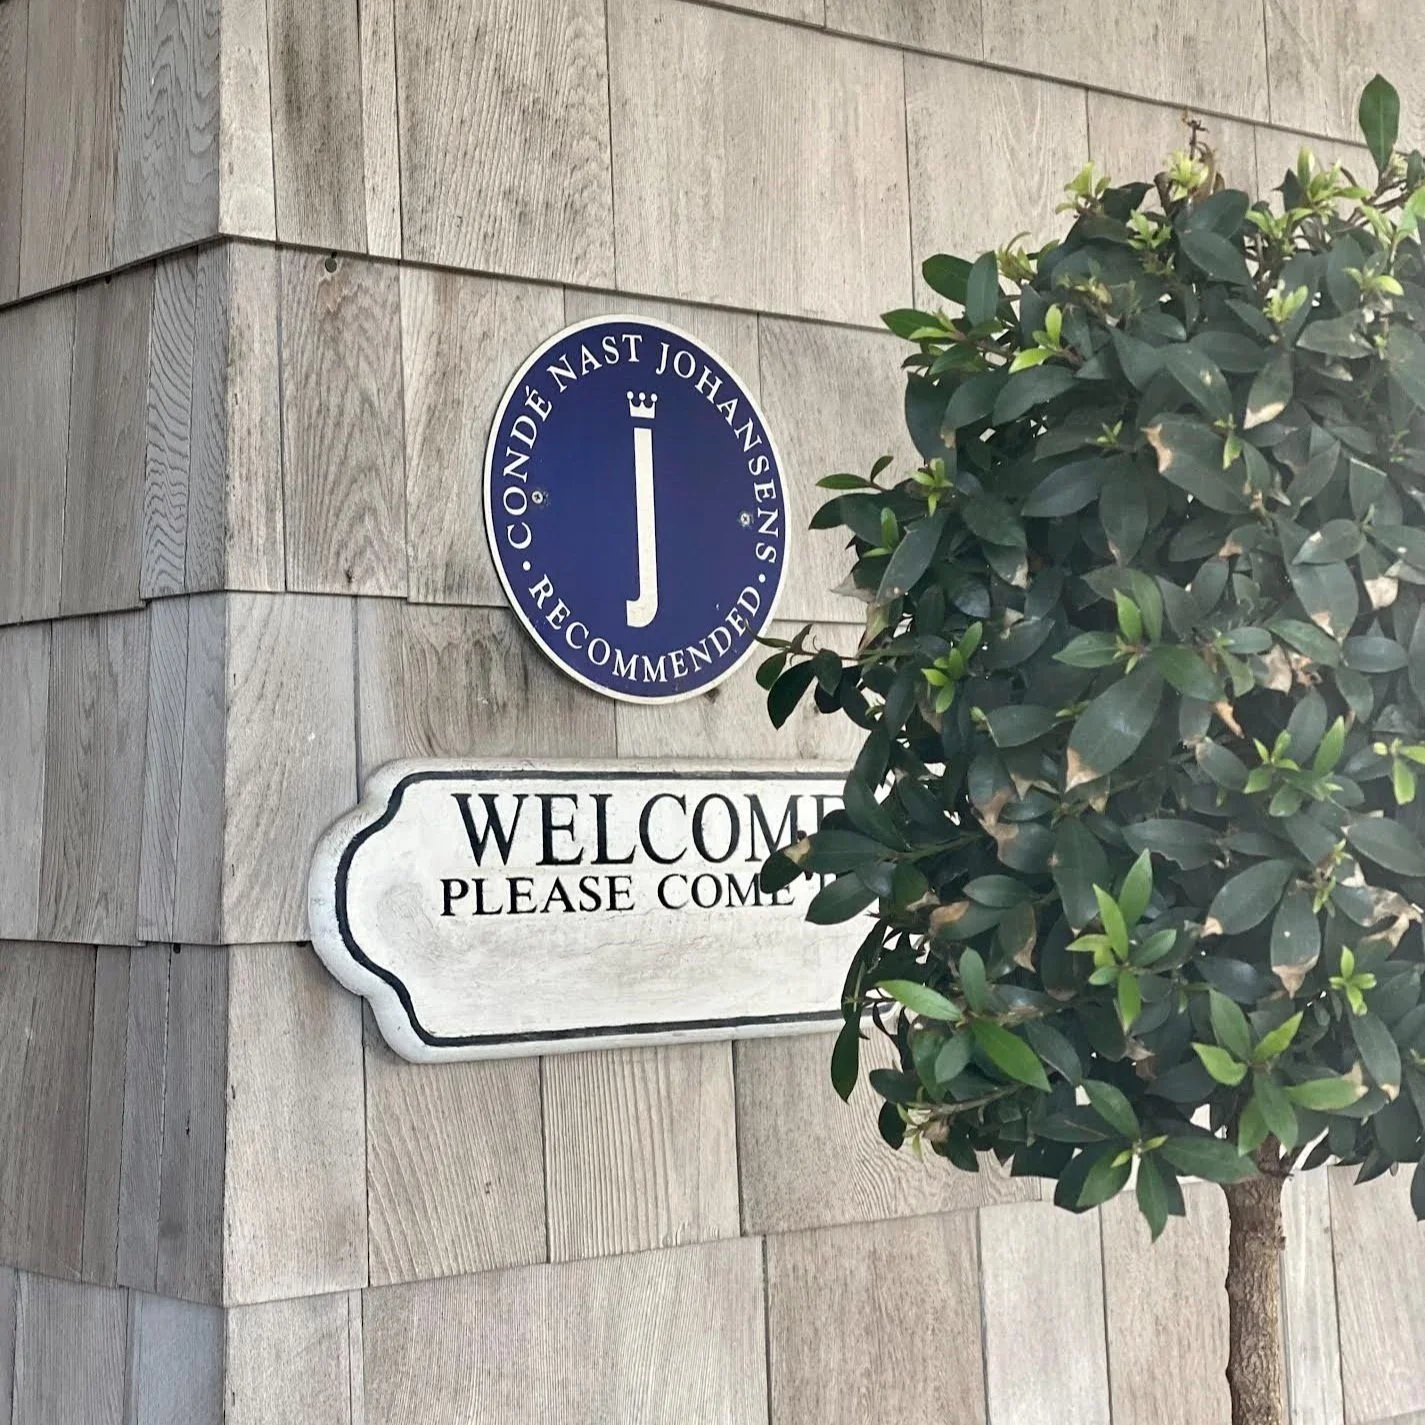 CONDÉ NAST JOHANSENS
j
• RECOMMENDED •
WELCOME
PLEASE COME